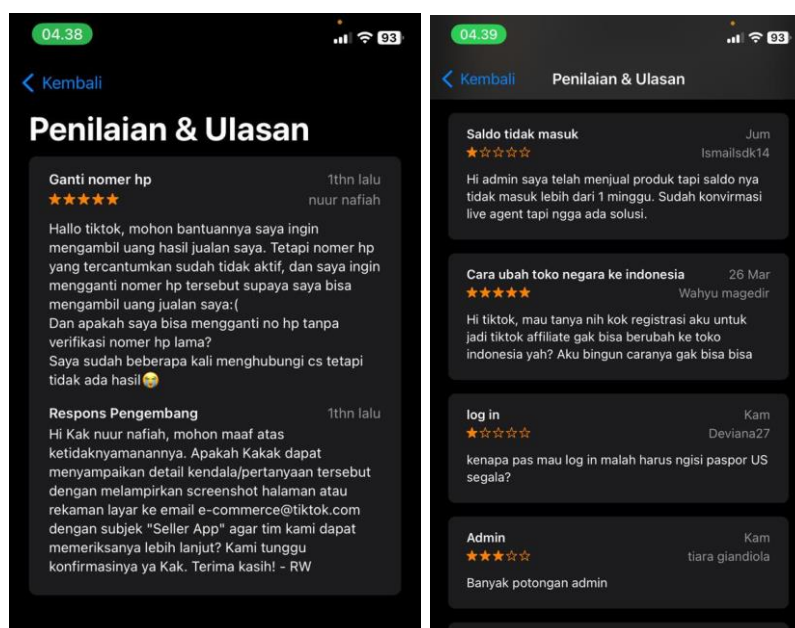 04.38
93
Kembali
Penilaian & Ulasan
Ganti nomer hp
1thn lalu
nuur nafiah
Hallo tiktok, mohon bantuannya saya ingin
mengambil uang hasil jualan saya. Tetapi nomer hp
yang tercantumkan sudah tidak aktif, dan saya ingin
mengganti nomer hp tersebut supaya saya bisa
mengambil uang jualan saya:(
Dan apakah saya bisa mengganti no hp tanpa
verifikasi nomer hp lama?
Saya sudah beberapa kali menghubungi cs tetapi
tidak ada hasil😭
Respons Pengembang
1thn lalu
Hi Kak nuur nafiah, mohon maaf atas
ketidaknyamanannya. Apakah Kakak dapat
menyampaikan detail kendala/pertanyaan tersebut
dengan melampirkan screenshot halaman atau
rekaman layar ke email e-commerce@tiktok.com
dengan subjek "Seller App" agar tim kami dapat
memeriksanya lebih lanjut? Kami tunggu
konfirmasinya ya Kak. Terima kasih! - RW
04.39
93
Kembali
Penilaian & Ulasan
Saldo tidak masuk
Jum
Ismailsdk14
Hi admin saya telah menjual produk tapi saldo nya
tidak masuk lebih dari 1 minggu. Sudah konvirmasi
live agent tapi ngga ada solusi.
Cara ubah toko negara ke indonesia
26 Mar
Wahyu magedir
Hi tiktok, mau tanya nih kok registrasi aku untuk
jadi tiktok affiliate gak bisa berubah ke toko
indonesia yah? Aku bingun caranya gak bisa bisa
log in
Kam
Deviana27
kenapa pas mau log in malah harus ngisi paspor US
segala?
Admin
Kam
tiara giandiola
Banyak potongan admin